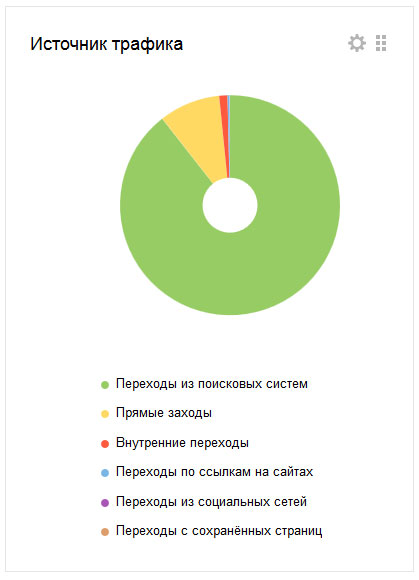 Источник трафика
Переходы из поисковых систем
Прямые заходы
Внутренние переходы
Переходы по ссылкам на сайтах
Переходы из социальных сетей
Переходы с сохранённых страниц